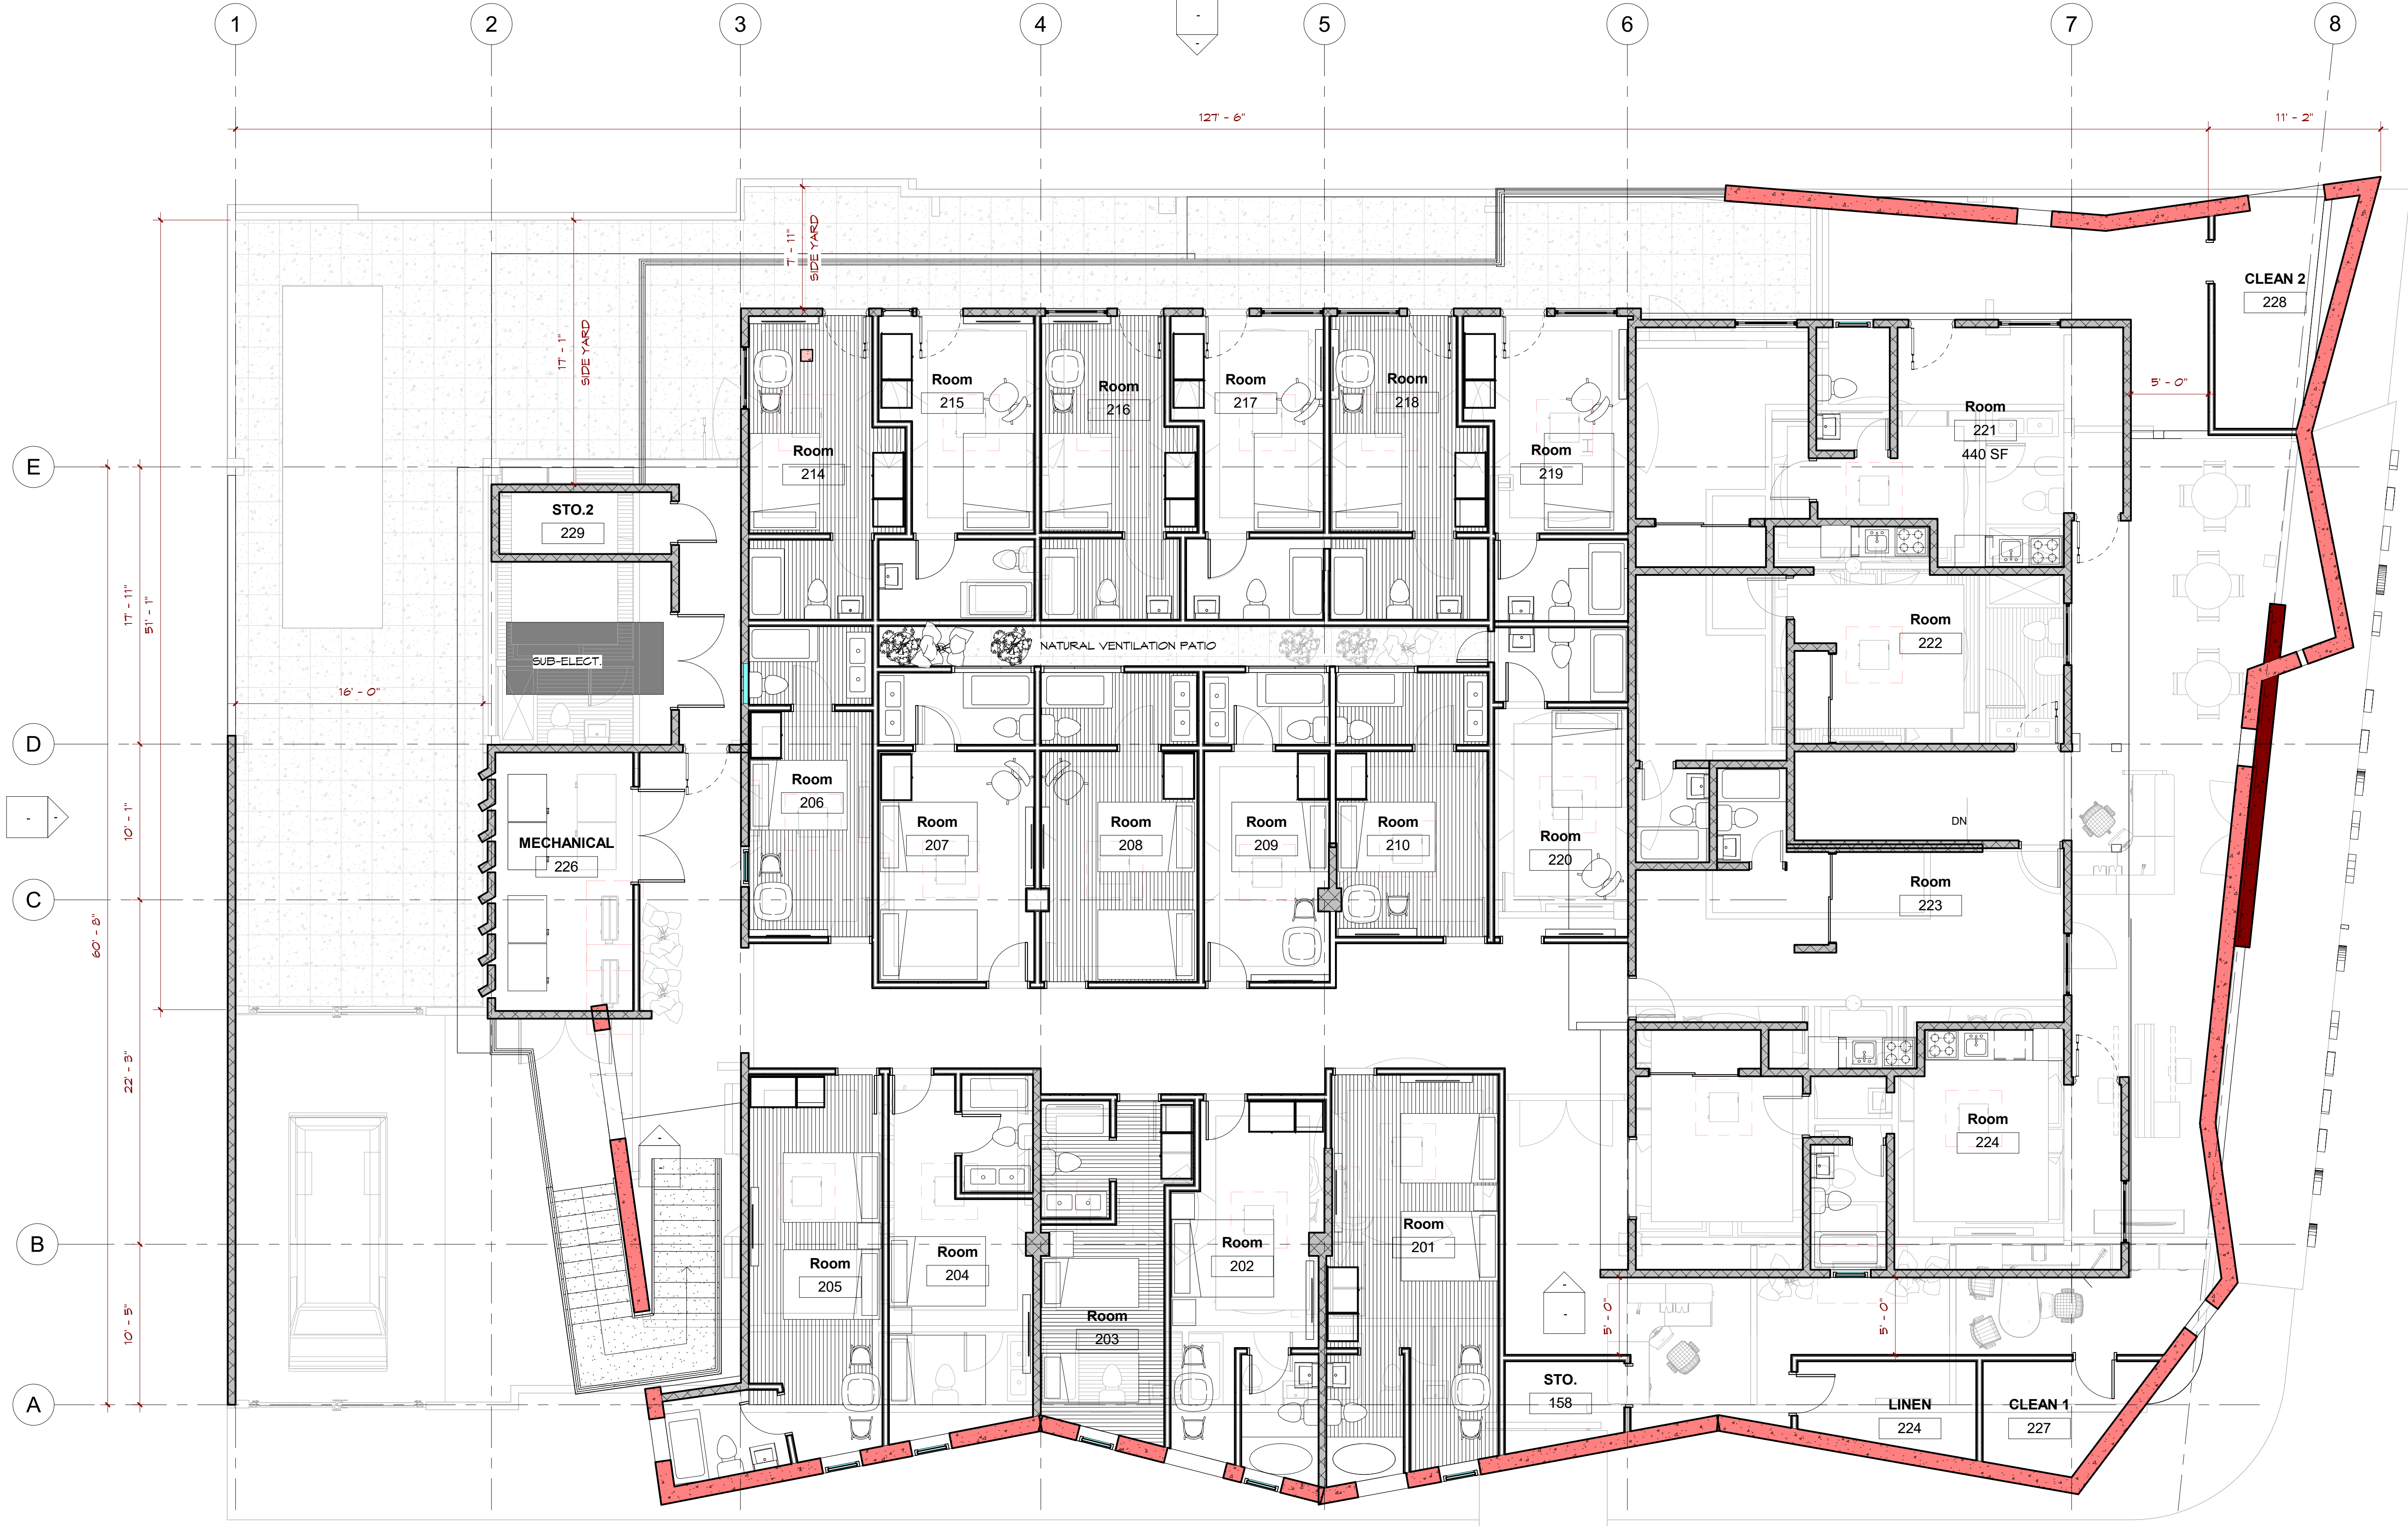 1 2 3 4 5 6 7 8
127' - 6" 11' - 2"
7' - 11"
SIDE YARD
17' - 1"
SIDE YARD
CLEAN 2
228
5' - 0"
Room
215
Room
216
Room
217
Room
218
Room
221
440 SF
Room
214
Room
219
E
STO.2
229
17' - 11"
51' - 1"
SUB-ELECT.
NATURAL VENTILATION PATIO
Room
222
16' - 0"
D
Room
206
10' - 1"
MECHANICAL
226
Room
207
Room
208
Room
209
Room
210
Room
220
DN
Room
223
C
60' - 8"
22' - 3"
Room
224
B
Room
205
Room
204
Room
203
Room
202
Room
201
10' - 5"
5' - 0"
5' - 0"
A
STO.
158
LINEN
224
CLEAN 1
227